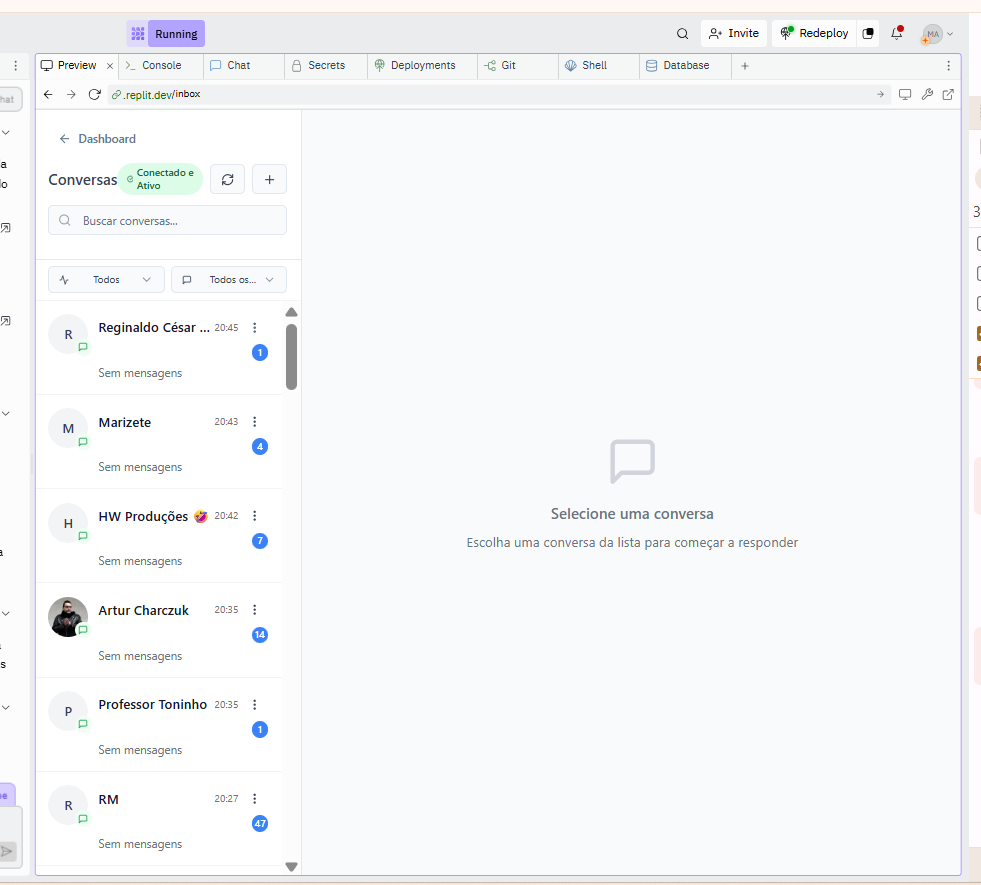 Running
Invite
Redeploy
MA
Preview
Console
Chat
Secrets
Deployments
Git
Shell
Database
.replit.dev/inbox
hat
Dashboard
Conversas
Conectado e
Ativo
Buscar conversas...
Todos
Todos os...
R
Reginaldo César ...
20:45
1
Sem mensagens
M
Marizete
20:43
4
Sem mensagens
H
HW Produções 🤣
20:42
7
Sem mensagens
Artur Charczuk
20:35
14
Sem mensagens
P
Professor Toninho
20:35
1
Sem mensagens
R
RM
20:27
47
Sem mensagens
Selecione uma conversa
Escolha uma conversa da lista para começar a responder
3